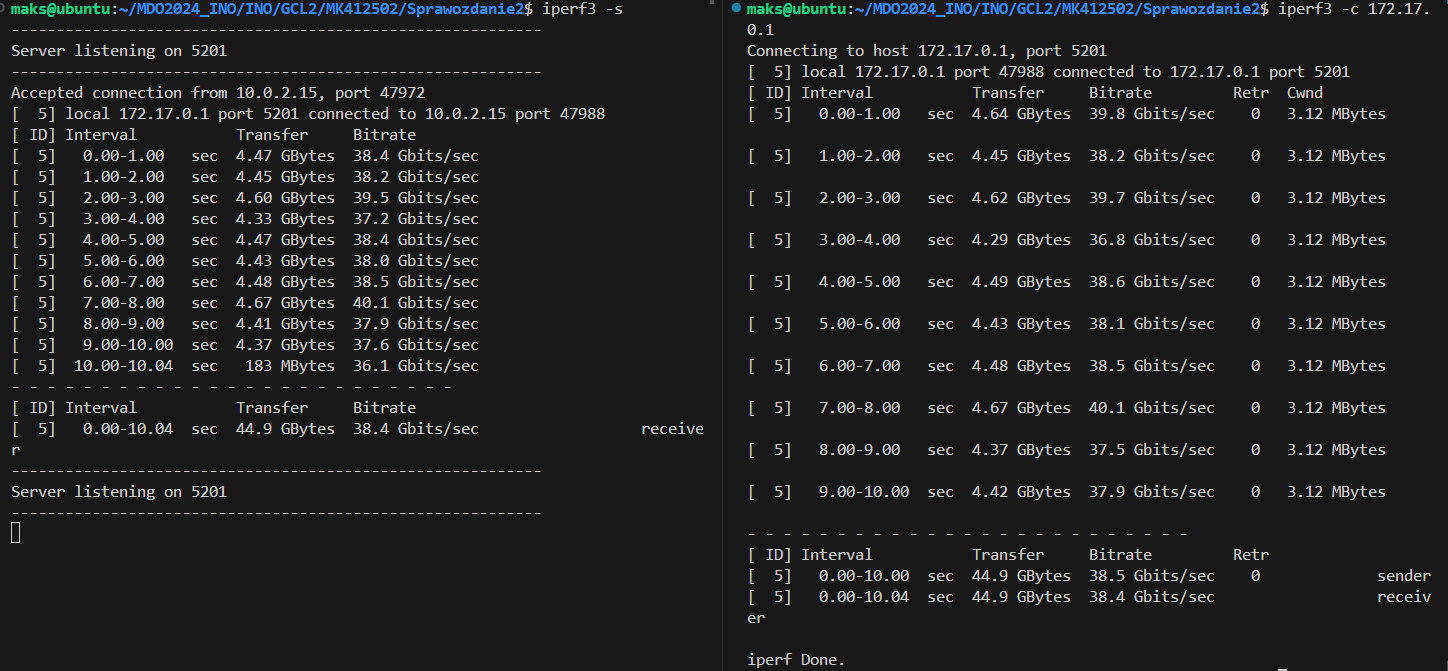 maks@ubuntu:~/MDO2024_INO/INO/GCL2/MK412502/Sprawozdanie2$ iperf3 -s
-----------------------------------------------------------
Server listening on 5201
-----------------------------------------------------------
Accepted connection from 10.0.2.15, port 47972
[  5] local 172.17.0.1 port 5201 connected to 10.0.2.15 port 47988
[ ID] Interval           Transfer     Bitrate
[  5]   0.00-1.00   sec  4.47 GBytes  38.4 Gbits/sec
[  5]   1.00-2.00   sec  4.45 GBytes  38.2 Gbits/sec
[  5]   2.00-3.00   sec  4.60 GBytes  39.5 Gbits/sec
[  5]   3.00-4.00   sec  4.33 GBytes  37.2 Gbits/sec
[  5]   4.00-5.00   sec  4.47 GBytes  38.4 Gbits/sec
[  5]   5.00-6.00   sec  4.43 GBytes  38.0 Gbits/sec
[  5]   6.00-7.00   sec  4.48 GBytes  38.5 Gbits/sec
[  5]   7.00-8.00   sec  4.67 GBytes  40.1 Gbits/sec
[  5]   8.00-9.00   sec  4.41 GBytes  37.9 Gbits/sec
[  5]   9.00-10.00  sec  4.37 GBytes  37.6 Gbits/sec
[  5]  10.00-10.04  sec   183 MBytes  36.1 Gbits/sec
- - - - - - - - - - - - - - - - - - - - - - - - -
[ ID] Interval           Transfer     Bitrate
[  5]   0.00-10.04  sec  44.9 GBytes  38.4 Gbits/sec                  receive
r
-----------------------------------------------------------
Server listening on 5201
-----------------------------------------------------------
maks@ubuntu:~/MDO2024_INO/INO/GCL2/MK412502/Sprawozdanie2$ iperf3 -c 172.17.
0.1
Connecting to host 172.17.0.1, port 5201
[  5] local 172.17.0.1 port 47988 connected to 172.17.0.1 port 5201
[ ID] Interval           Transfer     Bitrate         Retr  Cwnd
[  5]   0.00-1.00   sec  4.64 GBytes  39.8 Gbits/sec    0   3.12 MBytes
[  5]   1.00-2.00   sec  4.45 GBytes  38.2 Gbits/sec    0   3.12 MBytes
[  5]   2.00-3.00   sec  4.62 GBytes  39.7 Gbits/sec    0   3.12 MBytes
[  5]   3.00-4.00   sec  4.29 GBytes  36.8 Gbits/sec    0   3.12 MBytes
[  5]   4.00-5.00   sec  4.49 GBytes  38.6 Gbits/sec    0   3.12 MBytes
[  5]   5.00-6.00   sec  4.43 GBytes  38.1 Gbits/sec    0   3.12 MBytes
[  5]   6.00-7.00   sec  4.48 GBytes  38.5 Gbits/sec    0   3.12 MBytes
[  5]   7.00-8.00   sec  4.67 GBytes  40.1 Gbits/sec    0   3.12 MBytes
[  5]   8.00-9.00   sec  4.37 GBytes  37.5 Gbits/sec    0   3.12 MBytes
[  5]   9.00-10.00  sec  4.42 GBytes  37.9 Gbits/sec    0   3.12 MBytes
- - - - - - - - - - - - - - - - - - - - - - - - -
[ ID] Interval           Transfer     Bitrate         Retr
[  5]   0.00-10.00  sec  44.9 GBytes  38.5 Gbits/sec    0             sender
[  5]   0.00-10.04  sec  44.9 GBytes  38.4 Gbits/sec                  receiv
er
iperf Done.